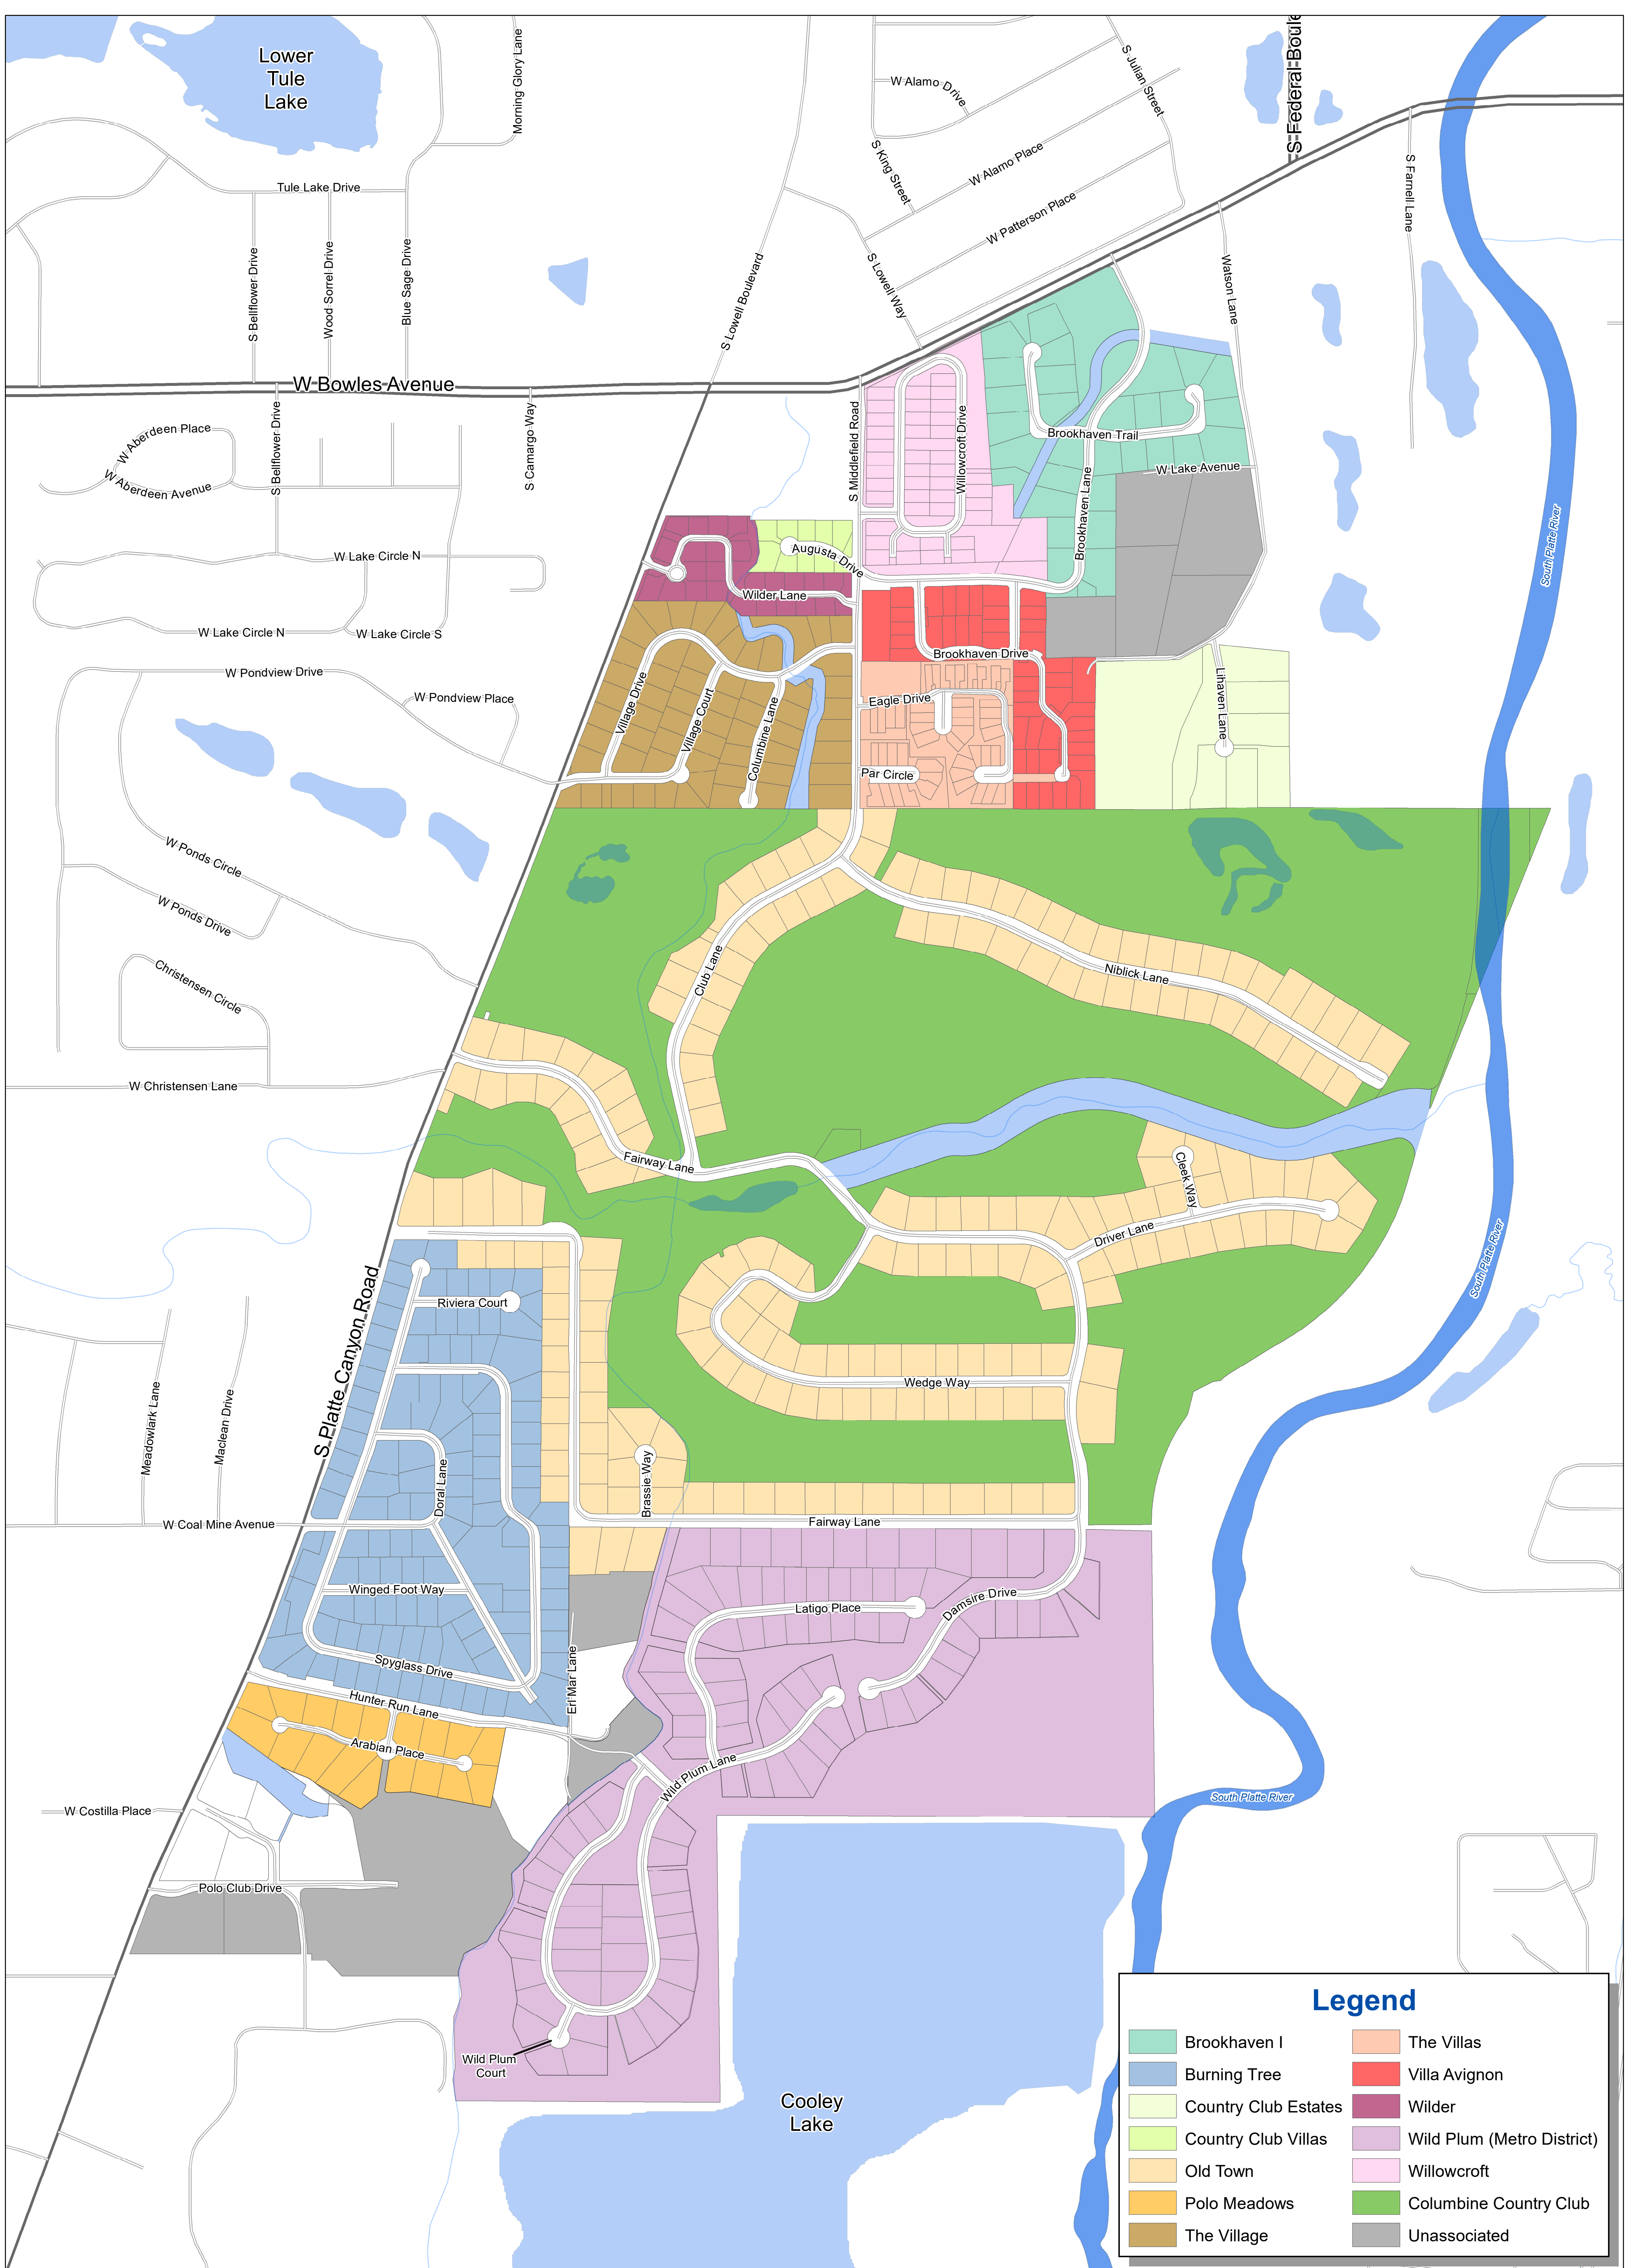 Lower
Tule
Lake
Morning Glory Lane
W Alamo Drive
S Julian Street
S Federal Boule
S King Street
W Alamo Place
S Farnell Lane
Tule Lake Drive
W Patterson Place
S Bellflower Drive
Wood Sorrel Drive
Blue Sage Drive
S Lowell Boulevard
S Lowell Way
Watson Lane
W Bowles Avenue
W Aberdeen Place
W Aberdeen Avenue
S Bellflower Drive
S Camargo Way
S Middlefield Road
Willowcroft Drive
Brookhaven Trail
W Lake Avenue
Brookhaven Lane
South Platte River
W Lake Circle N
Augusta Drive
Wilder Lane
W Lake Circle N
W Lake Circle S
Brookhaven Drive
W Pondview Drive
W Pondview Place
Village Drive
Village Court
Columbine Lane
Eagle Drive
Par Circle
Lihaven Lane
W Ponds Circle
W Ponds Drive
Christensen Circle
Club Lane
Niblick Lane
W Christensen Lane
Fairway Lane
Cleek Way
Driver Lane
South Platte River
S Platte Canyon Road
Riviera Court
Wedge Way
Meadowlark Lane
Maclean Drive
Doral Lane
Brassie Way
W Coal Mine Avenue
Fairway Lane
Winged Foot Way
Latigo Place
Damsire Drive
Spyglass Drive
Erl Mar Lane
Hunter Run Lane
Arabian Place
Wild Plum Lane
W Costilla Place
South Platte River
Polo Club Drive
Wild Plum
Court
Cooley
Lake
Legend
Brookhaven I
Burning Tree
Country Club Estates
Country Club Villas
Old Town
Polo Meadows
The Village
The Villas
Villa Avignon
Wilder
Wild Plum (Metro District)
Willowcroft
Columbine Country Club
Unassociated